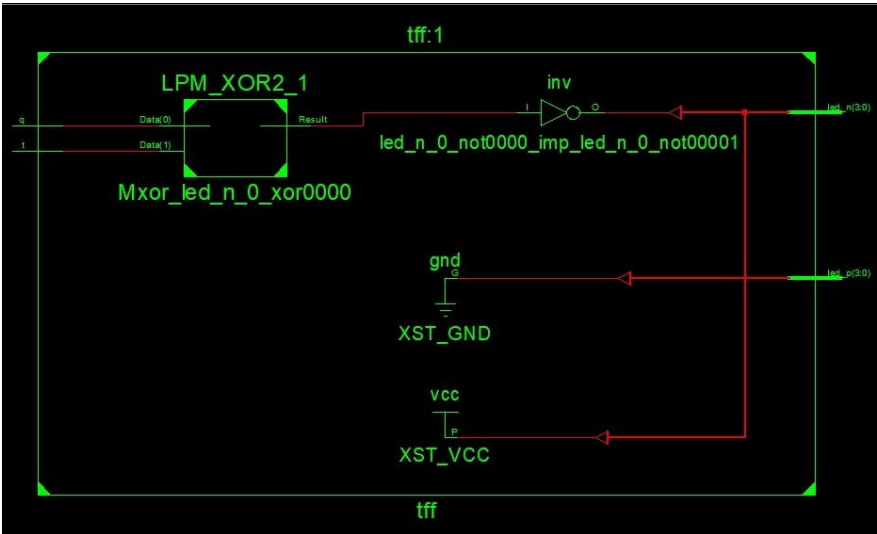 tff:1
LPM_XOR2_1
inv
q
Data(0)
Result
I
O
led_n(3:0)
t
Data(1)
led_n_0_not0000_imp_led_n_0_not00001
Mxor_led_n_0_xor0000
gnd
G
led_p(3:0)
XST_GND
vcc
P
XST_VCC
tff